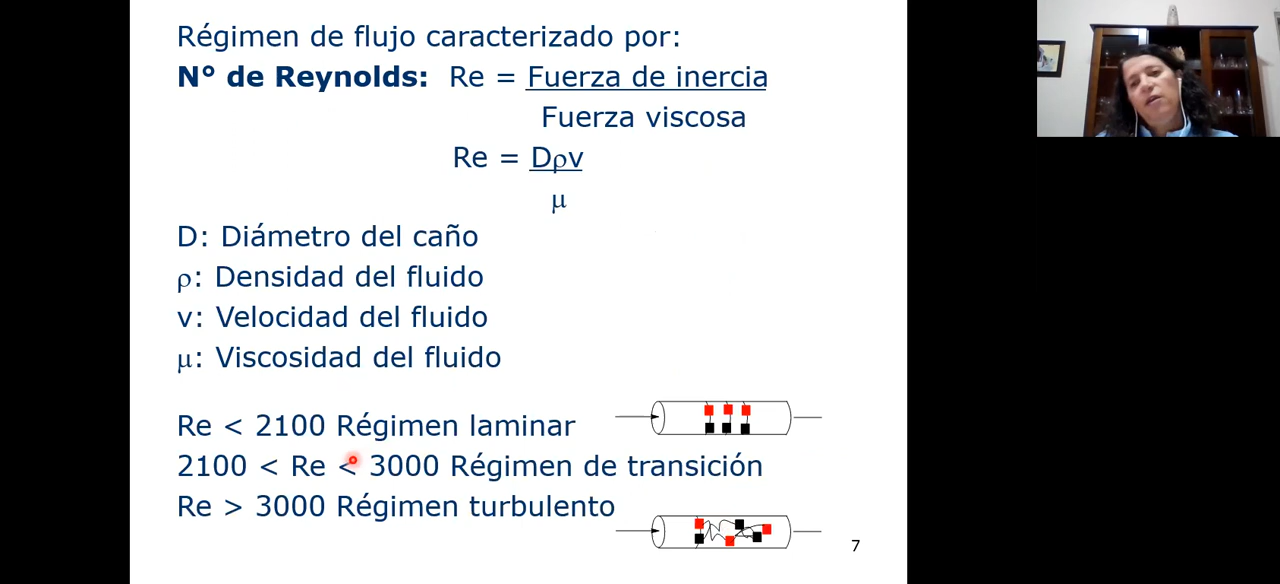 Régimen de flujo caracterizado por:
N° de Reynolds: Re = Fuerza de inercia
Fuerza viscosa
Re = Dρv
μ
D: Diámetro del caño
ρ: Densidad del fluido
v: Velocidad del fluido
μ: Viscosidad del fluido
Re < 2100 Régimen laminar
2100 < Re < 3000 Régimen de transición
Re > 3000 Régimen turbulento
7